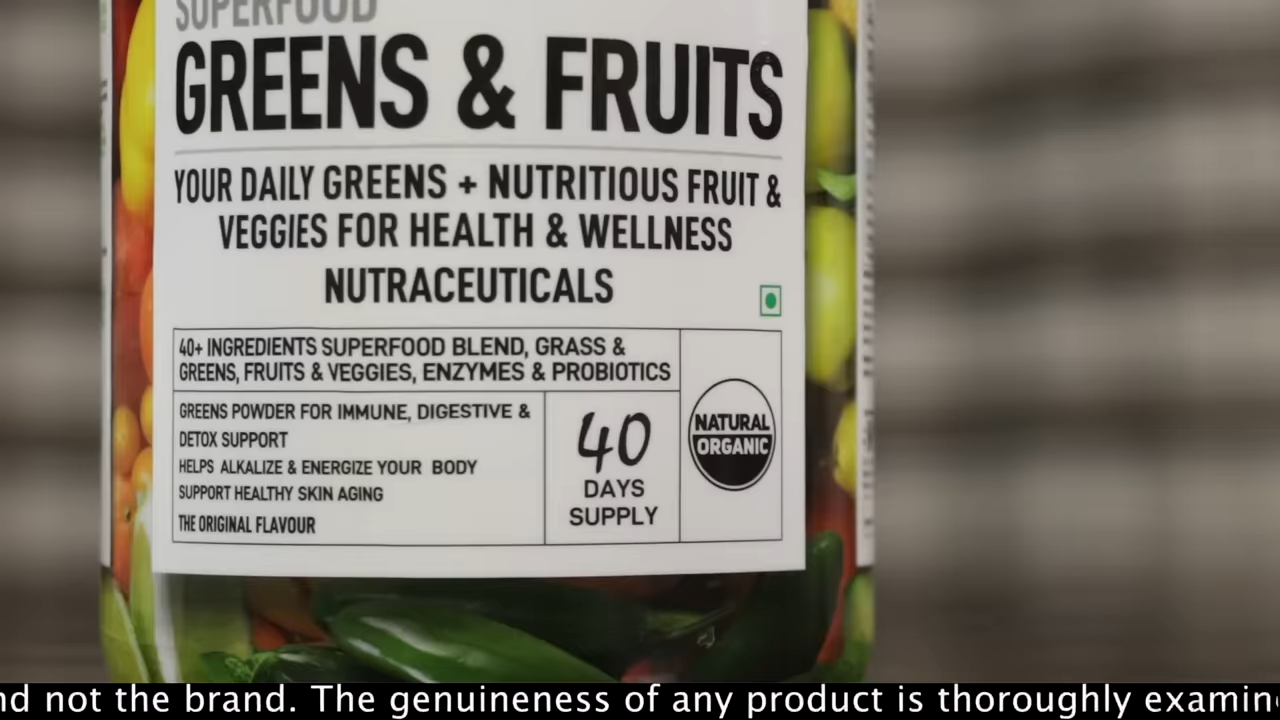 SUPERFOOD
GREENS & FRUITS
YOUR DAILY GREENS + NUTRITIOUS FRUIT &
VEGGIES FOR HEALTH & WELLNESS
NUTRACEUTICALS
40+ INGREDIENTS SUPERFOOD BLEND, GRASS &
GREENS, FRUITS & VEGGIES, ENZYMES & PROBIOTICS
GREENS POWDER FOR IMMUNE, DIGESTIVE &
DETOX SUPPORT
HELPS ALKALIZE & ENERGIZE YOUR BODY
SUPPORT HEALTHY SKIN AGING
THE ORIGINAL FLAVOUR
40
DAYS
SUPPLY
NATURAL
ORGANIC
not the brand. The genuineness of any product is thoroughly